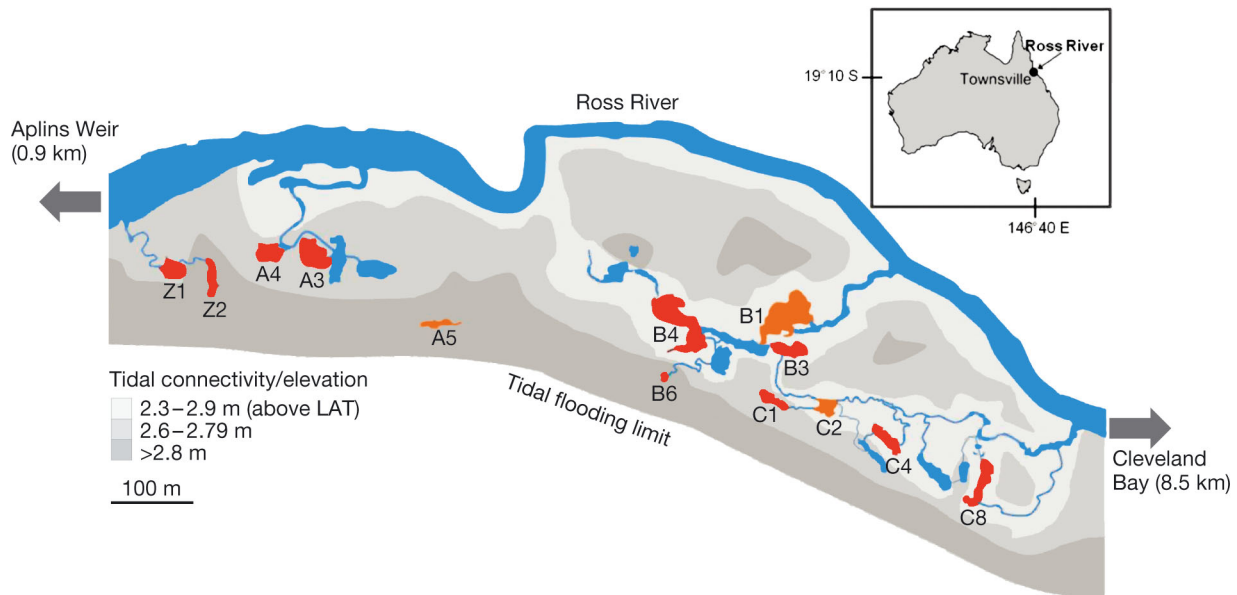 Ross River
Townsville
19° 10 S
146° 40 E
Ross River
Aplins Weir
(0.9 km)
Z1
Z2
A4
A3
A5
B4
B1
B3
B6
C1
C2
C4
C8
Tidal flooding limit
Tidal connectivity/elevation
2.3–2.9 m (above LAT)
2.6–2.79 m
>2.8 m
100 m
Cleveland
Bay (8.5 km)